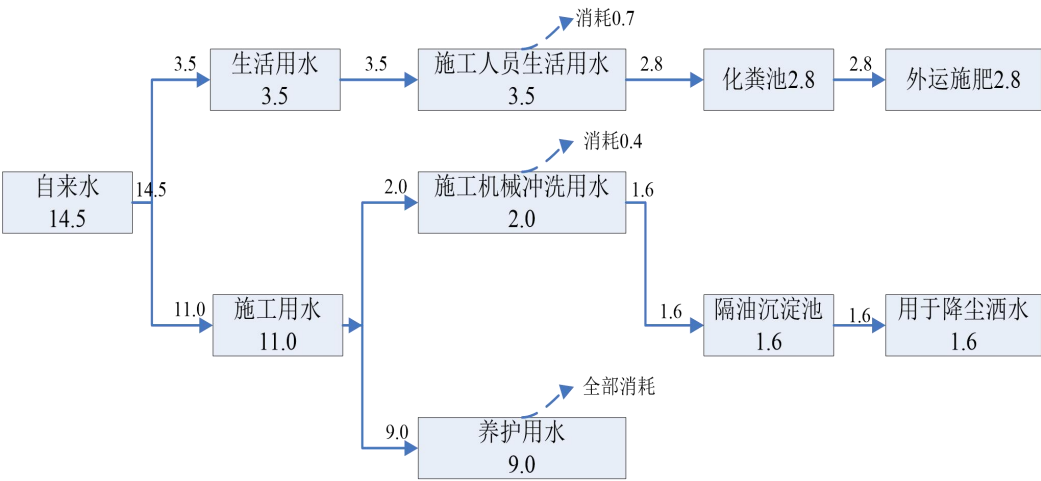 消耗0.7
3.5
生活用水
3.5
3.5
施工人员生活用水
3.5
2.8
化粪池2.8
2.8
外运施肥2.8
消耗0.4
自来水
14.5
14.5
2.0
施工机械冲洗用水
2.0
1.6
11.0
施工用水
11.0
1.6
隔油沉淀池
1.6
1.6
用于降尘洒水
1.6
全部消耗
9.0
养护用水
9.0